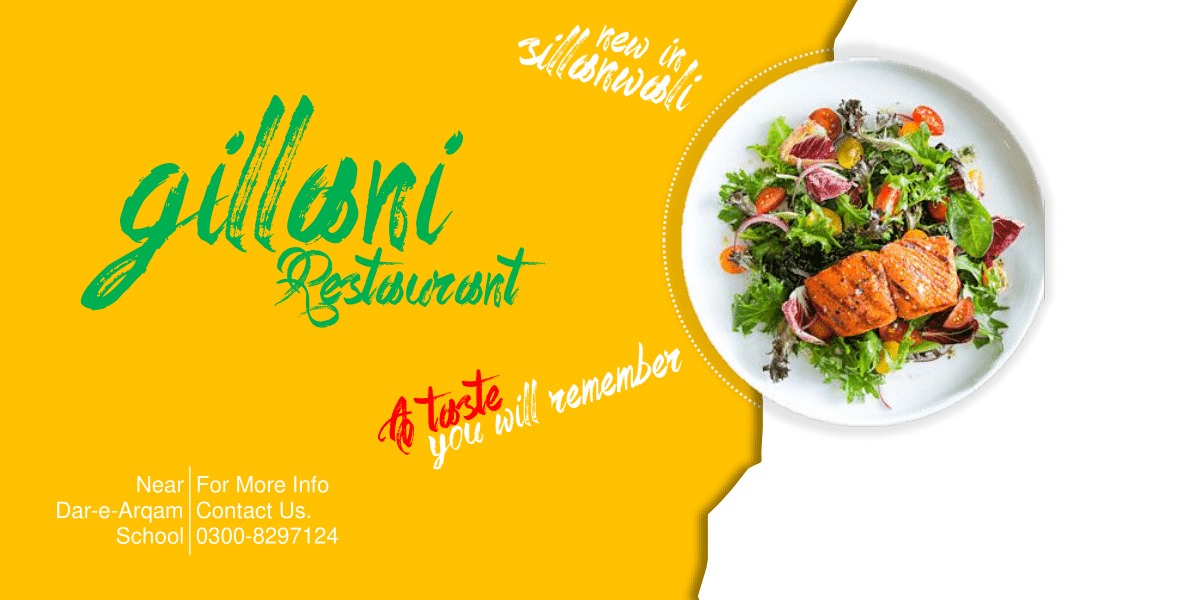 new in
sillanwali
gillani
Restaurant
A taste
you will remember
Near
Dar-e-Arqam
School
For More Info
Contact Us.
0300-8297124